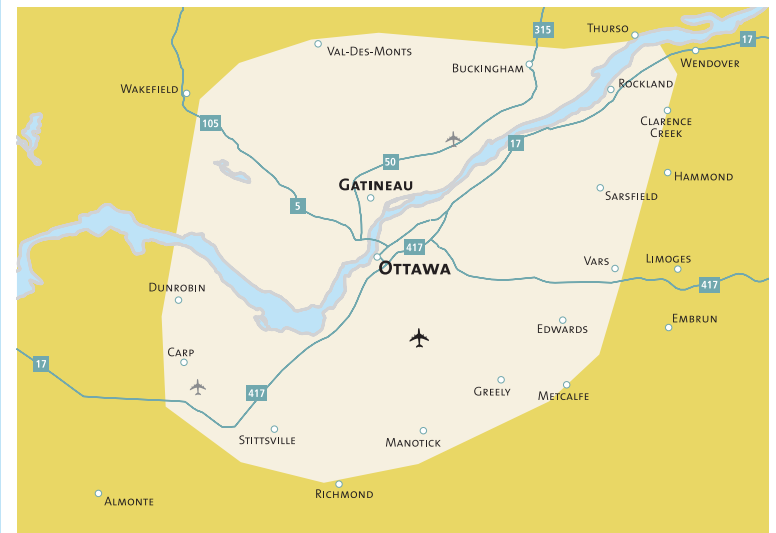 THURSO
315
17
VAL-DES-MONTS
WENDOVER
BUCKINGHAM
WAKEFIELD
ROCKLAND
105
CLARENCE
CREEK
17
50
HAMMOND
GATINEAU
SARSFIELD
5
417
VARS
LIMOGES
OTTAWA
417
DUNROBIN
EMBRUN
EDWARDS
CARP
17
417
GREELY
METCALFE
STITTSVILLE
MANOTICK
RICHMOND
ALMONTE